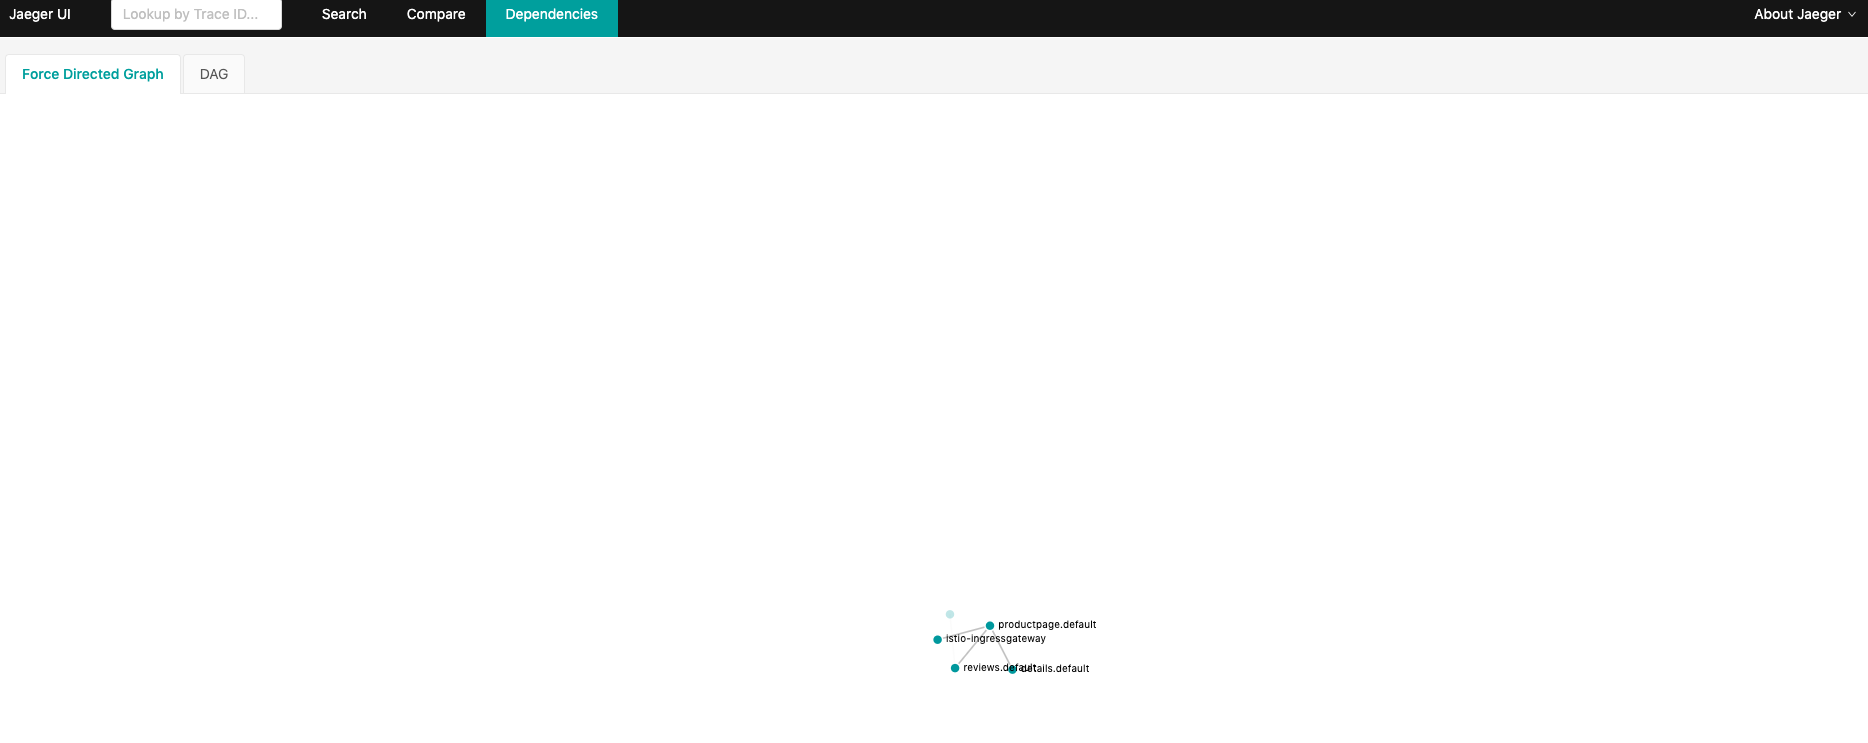 Jaeger UI
Lookup by Trace ID...
Search
Compare
Dependencies
About Jaeger
Force Directed Graph
DAG
productpage.default
istio-ingressgateway
reviews.default
details.default